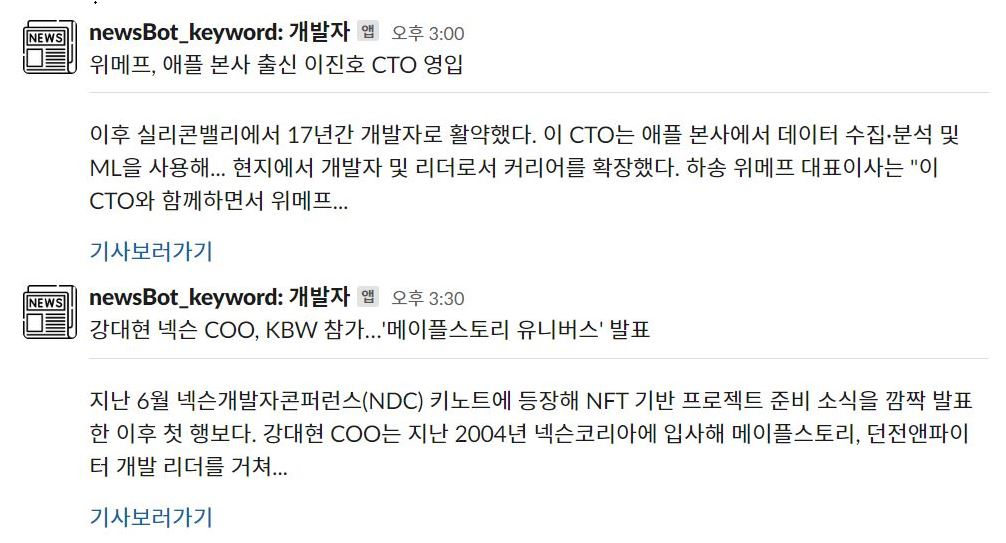 NEWS
newsBot_keyword: 개발자 앱 오후 3:00
위메프, 애플 본사 출신 이진호 CTO 영입
이후 실리콘밸리에서 17년간 개발자로 활약했다. 이 CTO는 애플 본사에서 데이터 수집·분석 및
ML을 사용해... 현지에서 개발자 및 리더로서 커리어를 확장했다. 하송 위메프 대표이사는 "이
CTO와 함께하면서 위메프...
기사보러가기
NEWS
newsBot_keyword: 개발자 앱 오후 3:30
강대현 넥슨 COO, KBW 참가...'메이플스토리 유니버스' 발표
지난 6월 넥슨개발자콘퍼런스(NDC) 키노트에 등장해 NFT 기반 프로젝트 준비 소식을 깜짝 발표
한 이후 첫 행보다. 강대현 COO는 지난 2004년 넥슨코리아에 입사해 메이플스토리, 던전앤파이
터 개발 리더를 거쳐...
기사보러가기